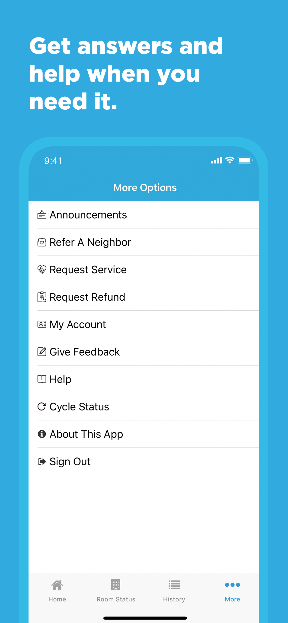 Get answers and
help when you
need it.
9:41
More Options
Announcements
Refer A Neighbor
Request Service
Request Refund
My Account
Give Feedback
Help
Cycle Status
About This App
Sign Out
Home
Room Status
History
More